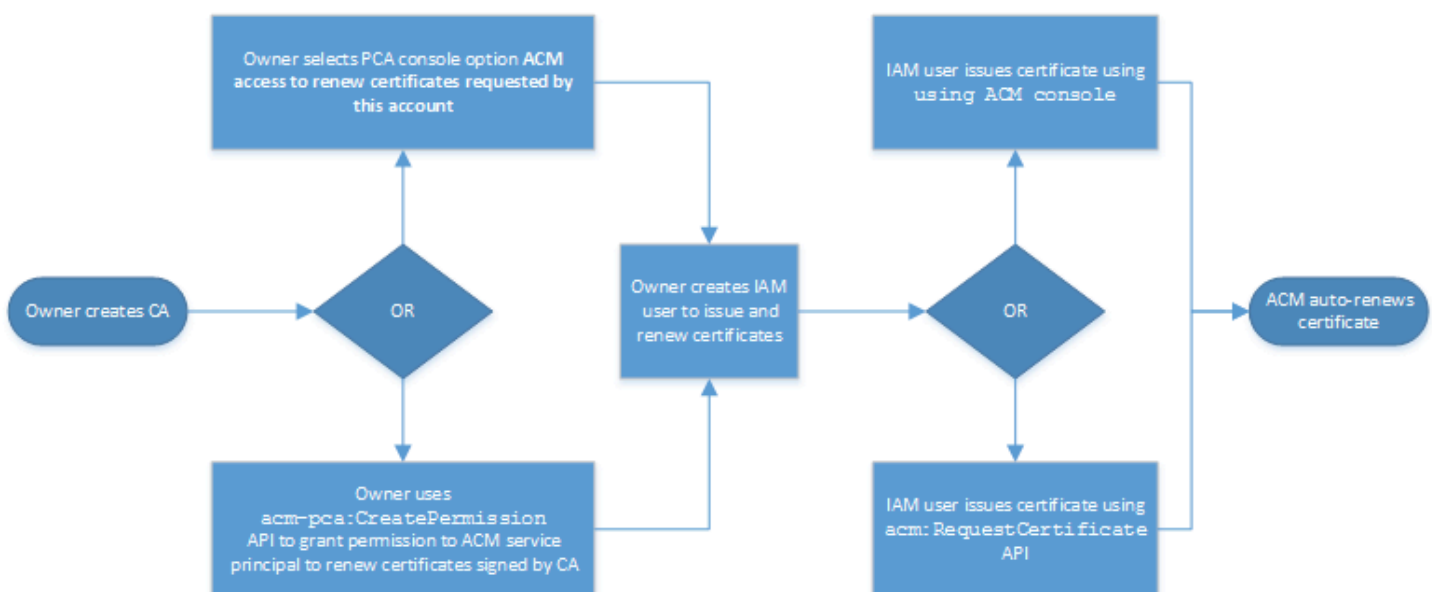 Owner creates CA
OR
Owner selects PCA console option ACM
access to renew certificates requested by
this account
Owner uses
acm-pca:CreatePermission
API to grant permission to ACM service
principal to renew certificates signed by CA
Owner creates IAM
user to issue and
renew certificates
OR
IAM user issues certificate using
using ACM console
IAM user issues certificate using
acm:RequestCertificate
API
ACM auto-renews
certificate